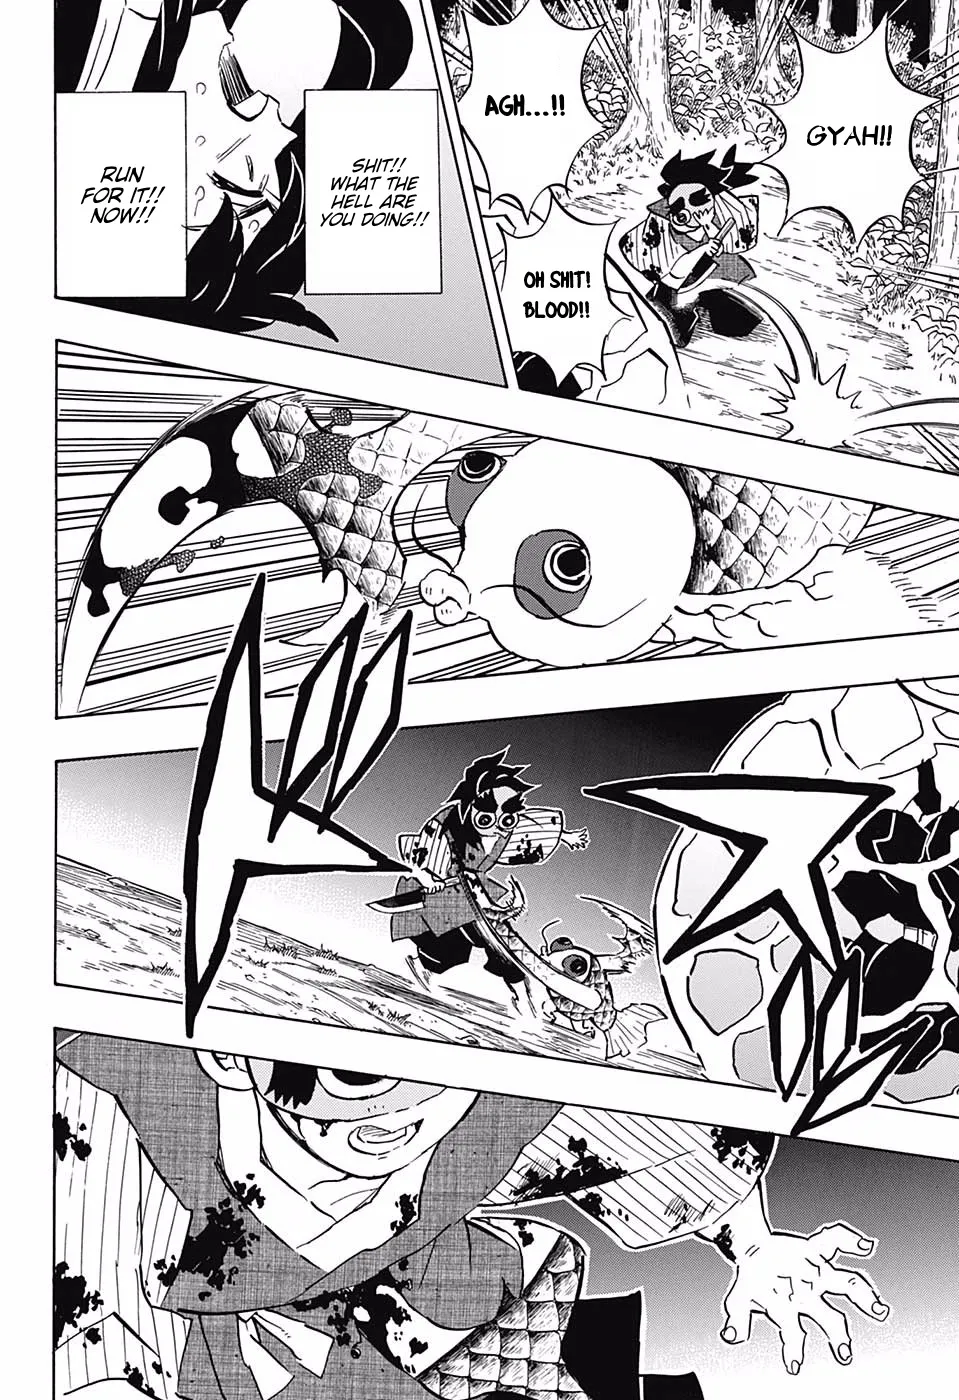 GYAH!!
AGH...!!
OH SHIT!
BLOOD!!
SHIT!!
WHAT THE
HELL ARE
YOU DOING!!
RUN
FOR IT!!
NOW!!